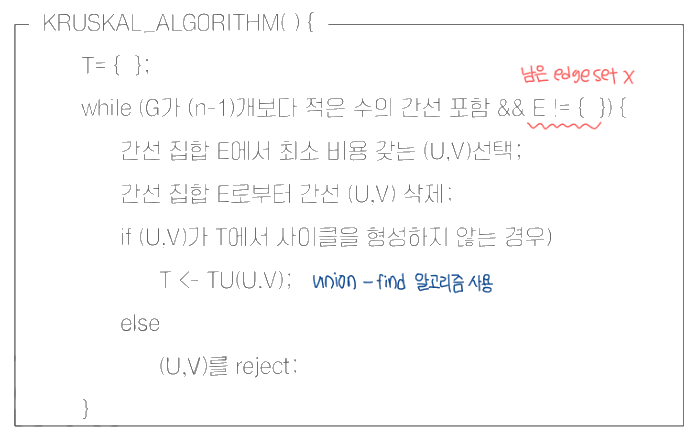 KRUSKAL_ALGORITHM( ) {
T= { };
남은 edge set X
while (G가 (n-1)개보다 적은 수의 간선 포함 && E != { }) {
간선 집합 E에서 최소 비용 갖는 (U,V)선택;
간선 집합 E로부터 간선 (U,V) 삭제;
if (U.V)가 T에서 사이클을 형성하지 않는 경우)
T <- TU(U.V); union - find 알고리즘 사용
else
(U,V)를 reject;
}